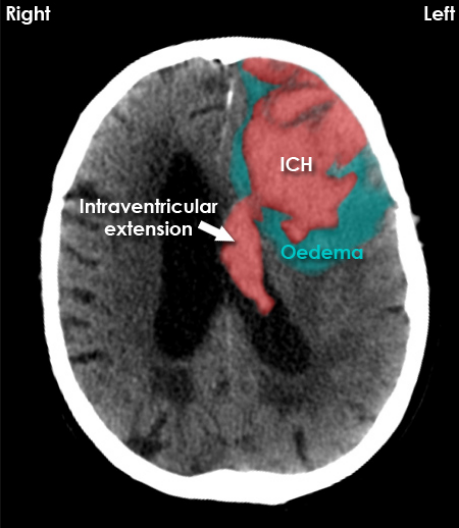 Right
Left
ICH
Intraventricular
extension
Oedema